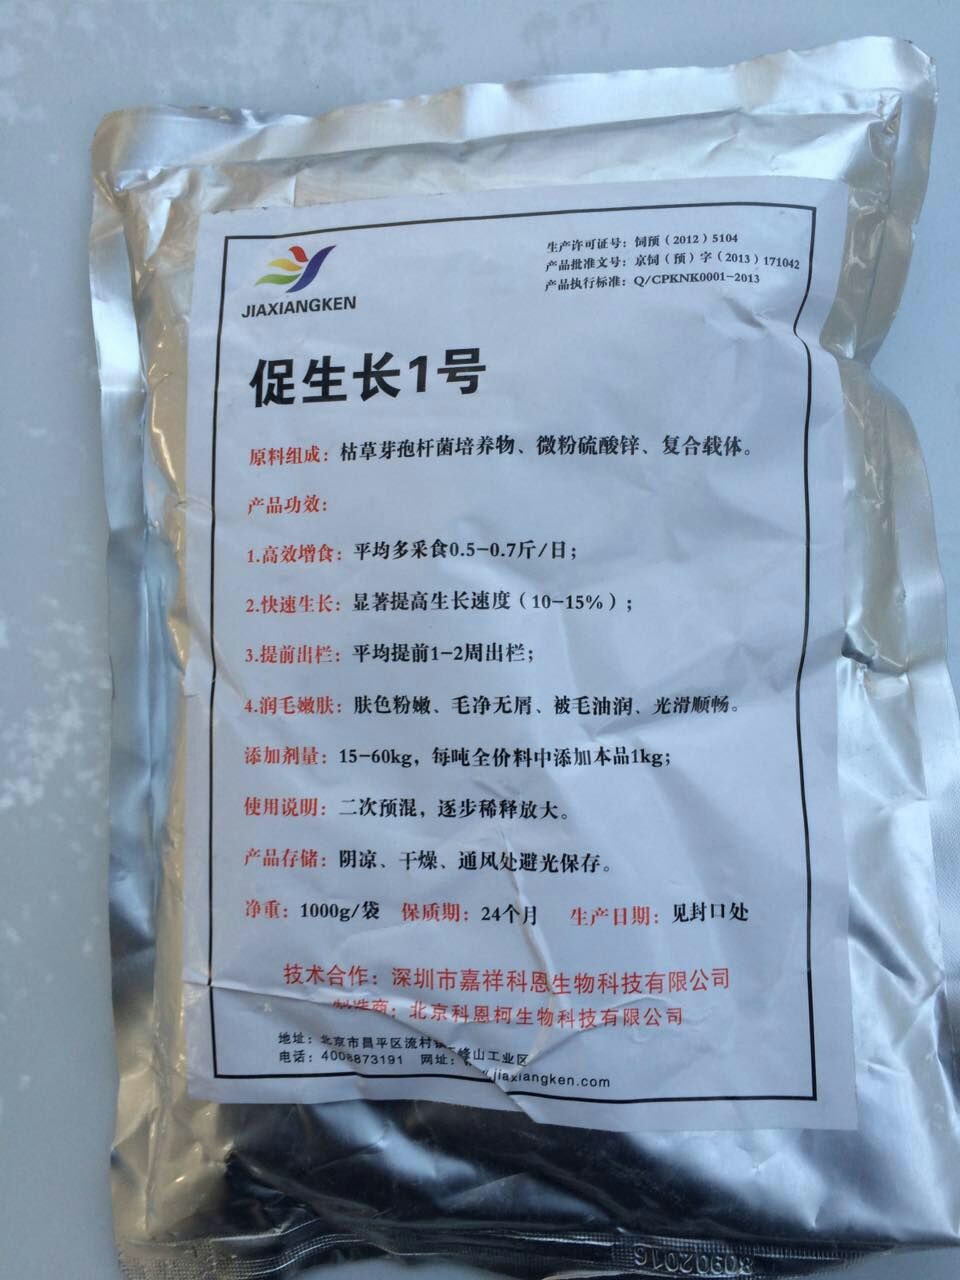 JIAXIANGKEN
生产许可证号：饲预（2012）5104
产品批准文号：京饲（预）字（2013）171042
产品执行标准：Q/CPKNK0001-2013
促生长1号
原料组成：枯草芽孢杆菌培养物、微粉硫酸锌、复合载体。
产品功效：
1.高效增食：平均多采食0.5-0.7斤/日；
2.快速生长：显著提高生长速度（10-15%）；
3.提前出栏：平均提前1-2周出栏；
4.润毛嫩肤：肤色粉嫩、毛净无屑、被毛油润、光滑顺畅。
添加剂量：15-60kg，每吨全价料中添加本品1kg；
使用说明：二次预混，逐步稀释放大。
产品存储：阴凉、干燥、通风处避光保存。
净重：1000g/袋 保质期：24个月 生产日期：见封口处
技术合作：深圳市嘉祥科恩生物科技有限公司
制造商：北京科恩柯生物科技有限公司
地址：北京市昌平区流村 峰山工业区
电话：4008873191 网址： jiaxiangken.com